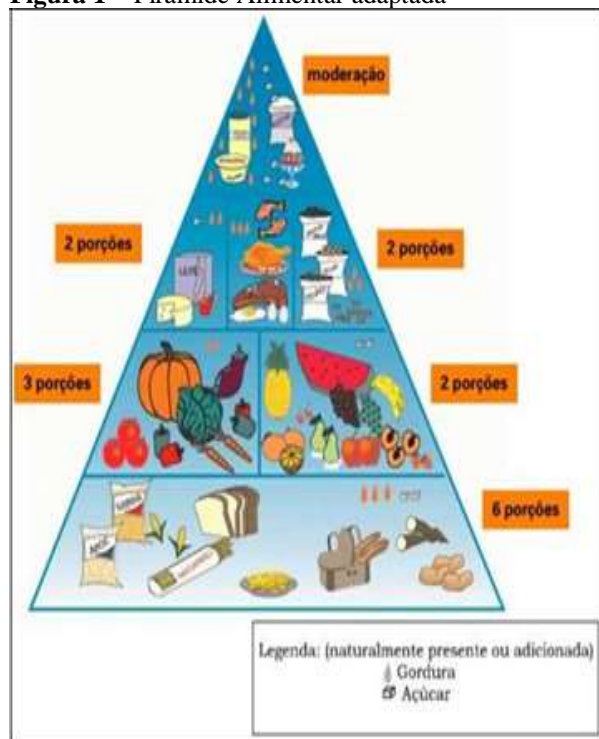 Figura 1 – Pirâmide Alimentar adaptada
moderação
2 porções
2 porções
3 porções
2 porções
6 porções
Legenda: (naturalmente presente ou adicionada)
Gordura
Açúcar